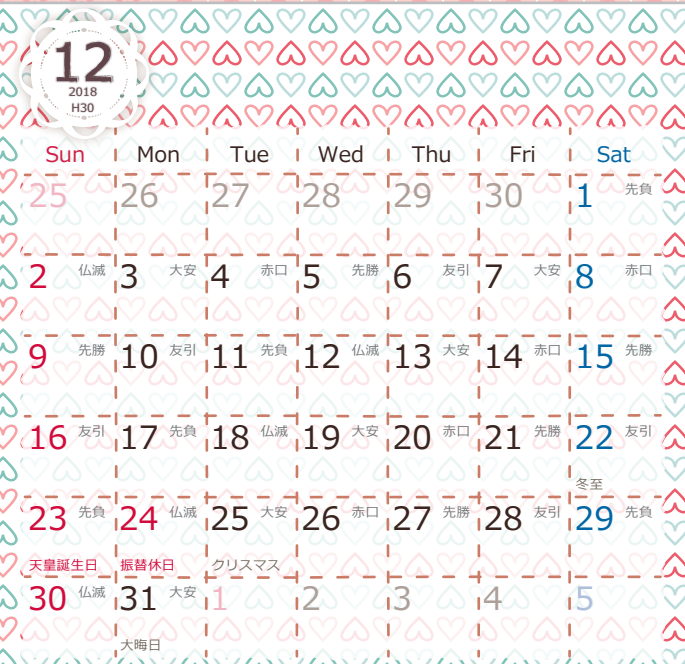 12
2018
H30
Sun Mon Tue Wed Thu Fri Sat
25 26 27 28 29 30 1 先負
2 仏滅 3 大安 4 赤口 5 先勝 6 友引 7 大安 8 赤口
9 先勝 10 友引 11 先負 12 仏滅 13 大安 14 赤口 15 先勝
16 友引 17 先負 18 仏滅 19 大安 20 赤口 21 先勝 22 友引
冬至
23 先負 24 仏滅 25 大安 26 赤口 27 先勝 28 友引 29 先負
天皇誕生日 振替休日 クリスマス
30 仏滅 31 大安 1 2 3 4 5
大晦日